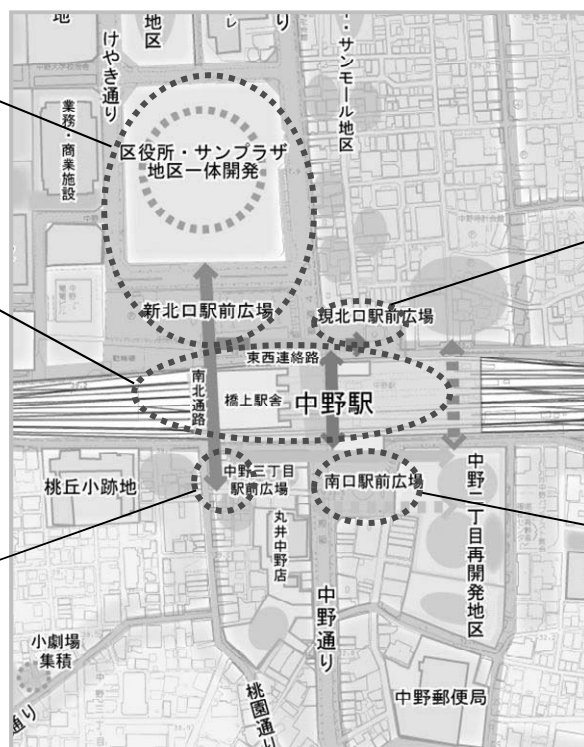 地
けやき通り
地区
レ
ふ
・サンモール地区
業務・商業施設
区役所・サンプラザ
地区一体開発
新北口駅前広場
現北口駅前広場
東西連絡路
南北通路
橋上駅舎
中野駅
桃丘小跡地
中野三丁目
駅前広場
南口駅前広場
丸井中野店
中野通り
中野二丁目再開発地区
小劇場
集積
通り
桃園通り
中野郵便局